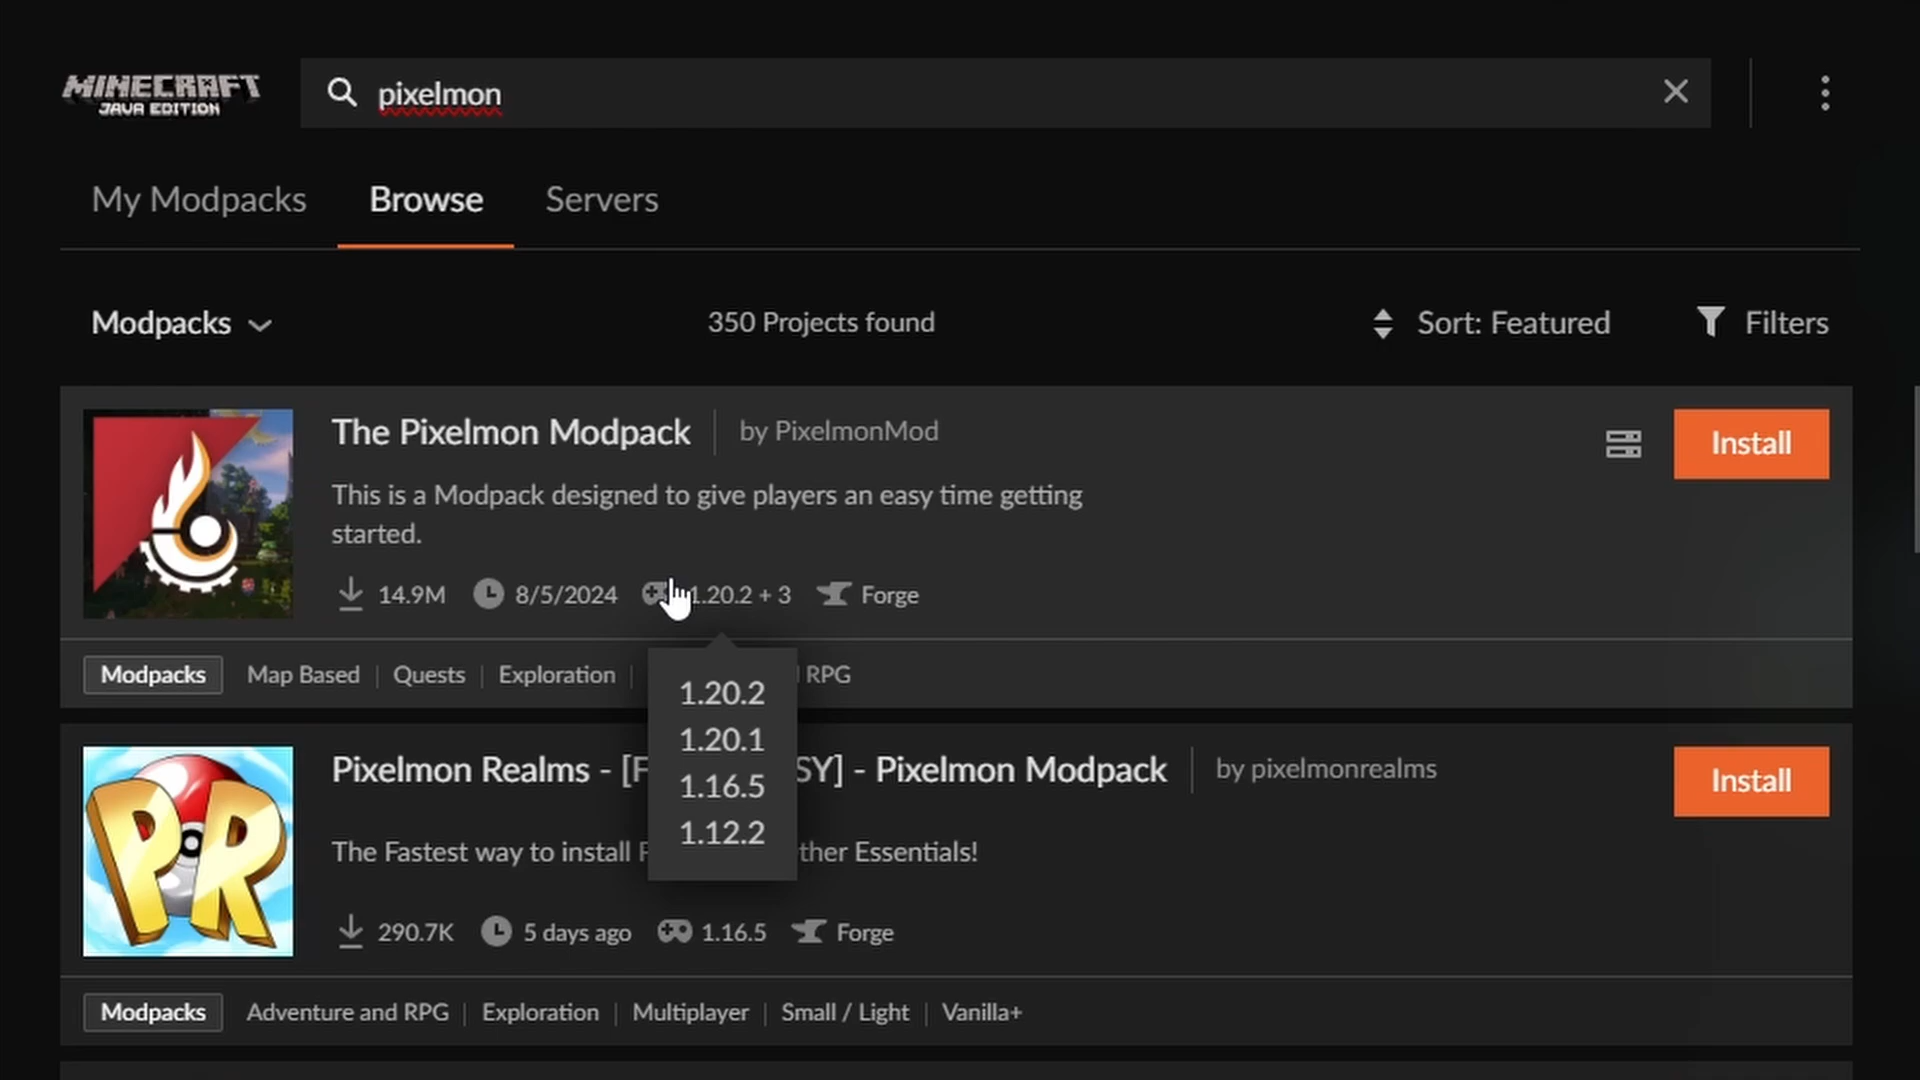 MINECRAFT
JAVA EDITION
pixelmon
My Modpacks
Browse
Servers
Modpacks
350 Projects found
Sort: Featured
Filters
The Pixelmon Modpack
by PixelmonMod
Install
This is a Modpack designed to give players an easy time getting
started.
14.9M
8/5/2024
1.20.2 + 3
Forge
Modpacks
Map Based
Quests
Exploration
RPG
1.20.2
1.20.1
1.16.5
1.12.2
PR
Pixelmon Realms - [ - Pixelmon Modpack
by pixelmonrealms
Install
The Fastest way to install Essentials!
290.7K
5 days ago
1.16.5
Forge
Modpacks
Adventure and RPG
Exploration
Multiplayer
Small / Light
Vanilla+